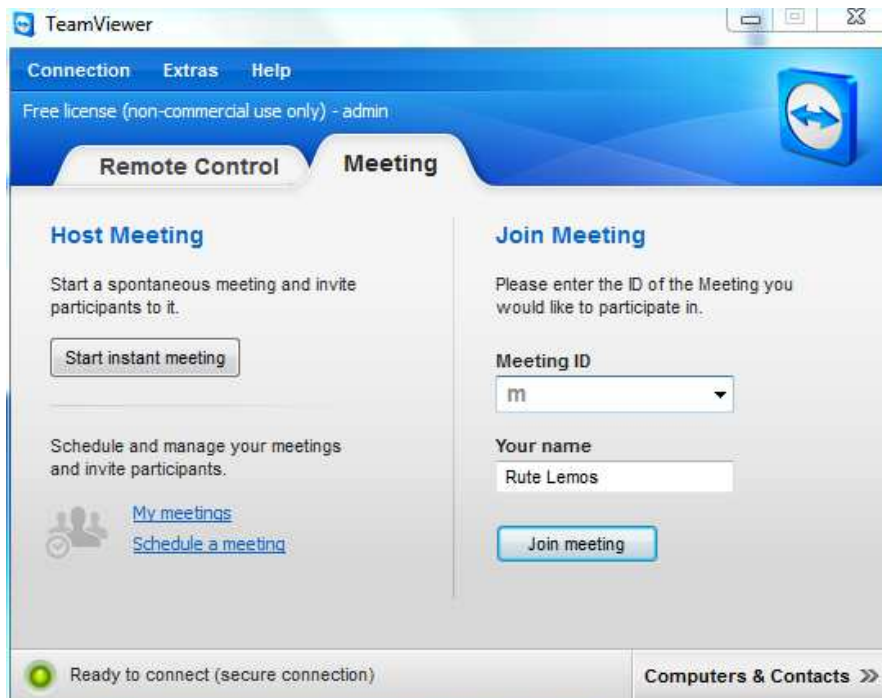 TeamViewer
Connection Extras Help
Free license (non-commercial use only) - admin
Remote Control Meeting
Host Meeting
Start a spontaneous meeting and invite
participants to it.
Start instant meeting
Schedule and manage your meetings
and invite participants.
My meetings
Schedule a meeting
Join Meeting
Please enter the ID of the Meeting you
would like to participate in.
Meeting ID
m
Your name
Rute Lemos
Join meeting
Ready to connect (secure connection)
Computers & Contacts »